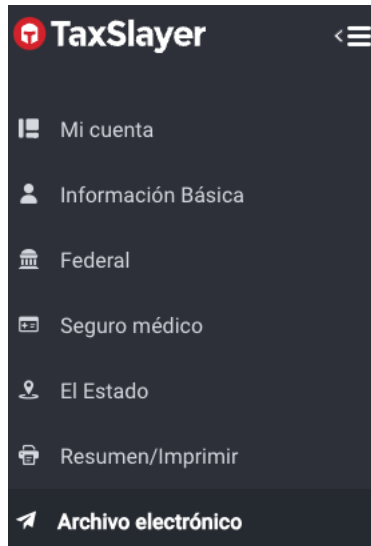 TaxSlayer
Mi cuenta
Información Básica
Federal
Seguro médico
El Estado
Resumen/Imprimir
Archivo electrónico